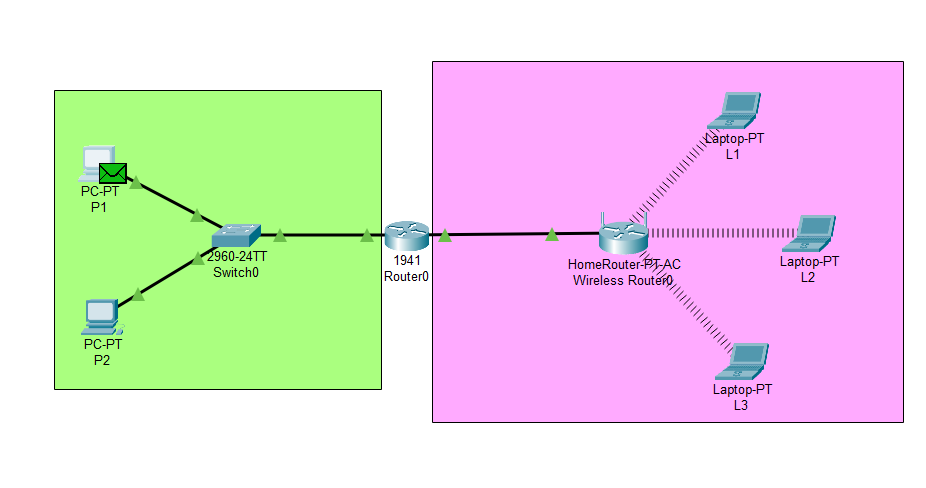 PC-PT
P1
2960-24TT
Switch0
PC-PT
P2
1941
Router0
HomeRouter-PT-AC
Wireless Router0
Laptop-PT
L1
Laptop-PT
L2
Laptop-PT
L3